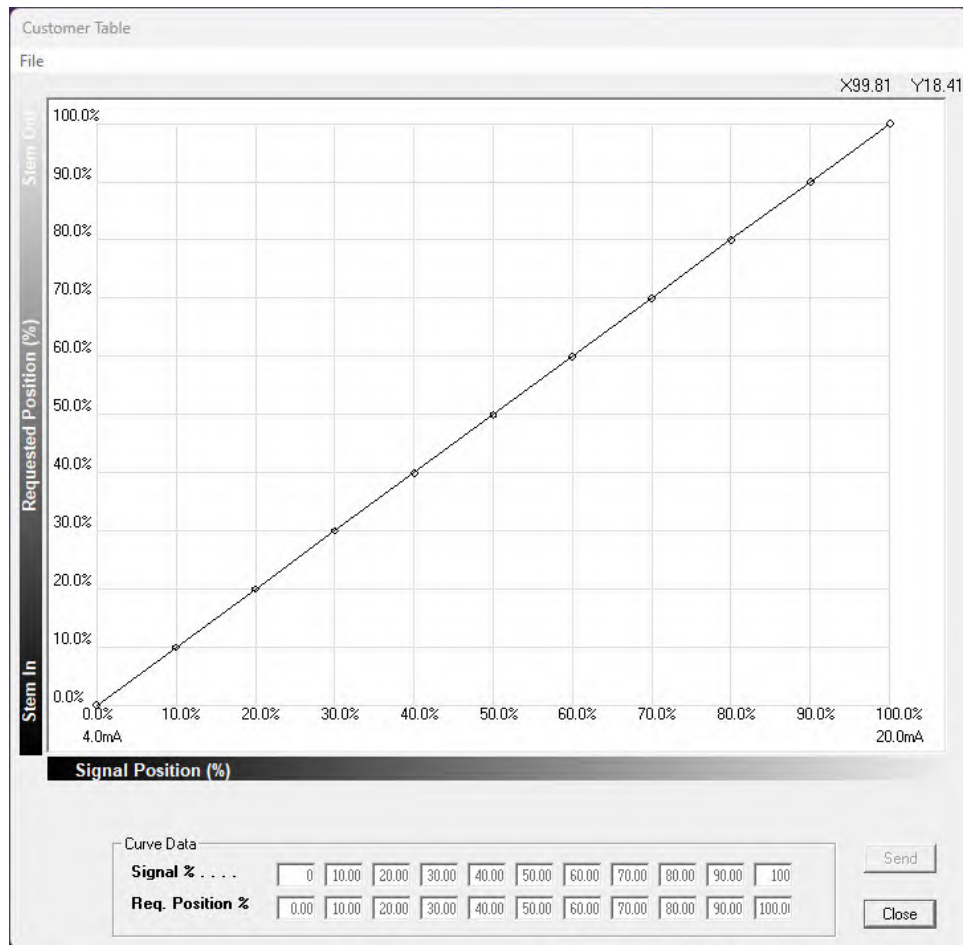 Customer Table
File
X99.81 Y18.41
Stem Out
Requested Position (%)
Stem In
100.0%
90.0%
80.0%
70.0%
60.0%
50.0%
40.0%
30.0%
20.0%
10.0%
0.0%
0.0% 10.0% 20.0% 30.0% 40.0% 50.0% 60.0% 70.0% 80.0% 90.0% 100.0%
4.0mA 20.0mA
Signal Position (%)
Curve Data
Signal % . . . . 0 10.00 20.00 30.00 40.00 50.00 60.00 70.00 80.00 90.00 100
Req. Position % 0.00 10.00 20.00 30.00 40.00 50.00 60.00 70.00 80.00 90.00 100.0
Send
Close